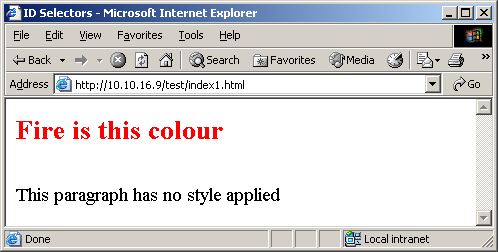 ID Selectors - Microsoft Internet Explorer
File Edit View Favorites Tools Help
Back Search Favorites Media
Address http://10.10.16.9/test/index1.html Go
Fire is this colour
This paragraph has no style applied
Done Local intranet